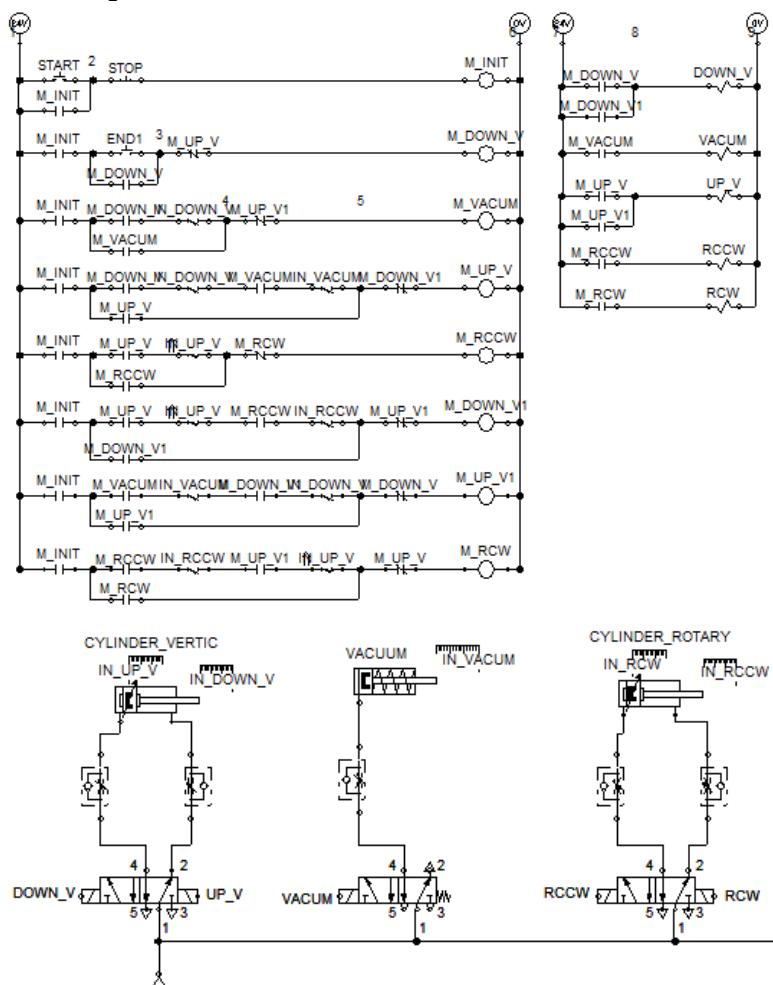 24V 0V 24V 0V
1 6 7 8 9
START 2 STOP M_INIT
M_INIT
M_INIT END1 3 M_UP_V M_DOWN_V
M_DOWN_V
M_INIT M_DOWN_V IN_DOWN_V 4 M_UP_V1 5 M_VACUM
M_VACUM
M_INIT M_DOWN_V IN_DOWN_V M_VACUM IN_VACUM M_DOWN_V1 M_UP_V
M_UP_V
M_INIT M_UP_V IN_UP_V M_RCW M_RCCW
M_RCCW
M_INIT M_UP_V IN_UP_V M_RCCW IN_RCCW M_UP_V1 M_DOWN_V1
M_DOWN_V1
M_INIT M_VACUM IN_VACUM M_DOWN_V1 IN_DOWN_V M_DOWN_V M_UP_V1
M_UP_V1
M_INIT M_RCCW IN_RCCW M_UP_V1 IN_UP_V M_UP_V M_RCW
M_RCW
M_DOWN_V DOWN_V
M_DOWN_V1
M_VACUM VACUM
M_UP_V UP_V
M_UP_V1
M_RCCW RCCW
M_RCW RCW
CYLINDER_VERTIC
IN_UP_V IN_DOWN_V
VACUUM
IN_VACUM
CYLINDER_ROTARY
IN_RCW IN_RCCW
4 2 4 2 4 2
DOWN_V UP_V VACUM RCCW RCW
5 3 5 3 5 3
1 1 1